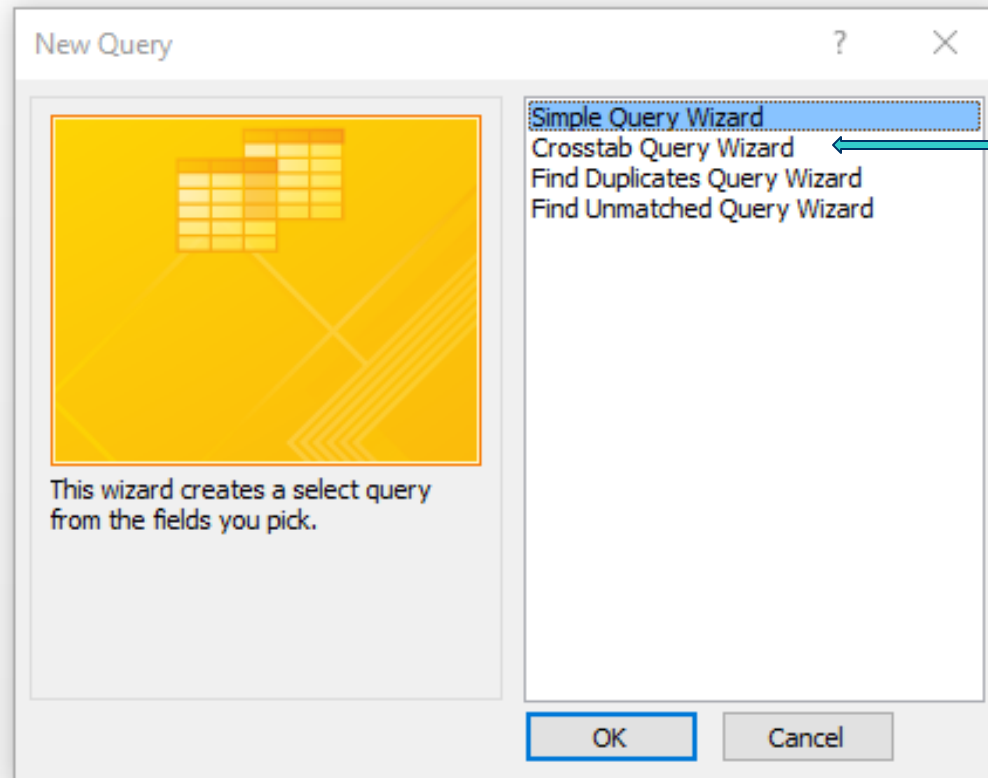 New Query
?
Simple Query Wizard
Crosstab Query Wizard
Find Duplicates Query Wizard
Find Unmatched Query Wizard
This wizard creates a select query
from the fields you pick.
OK
Cancel